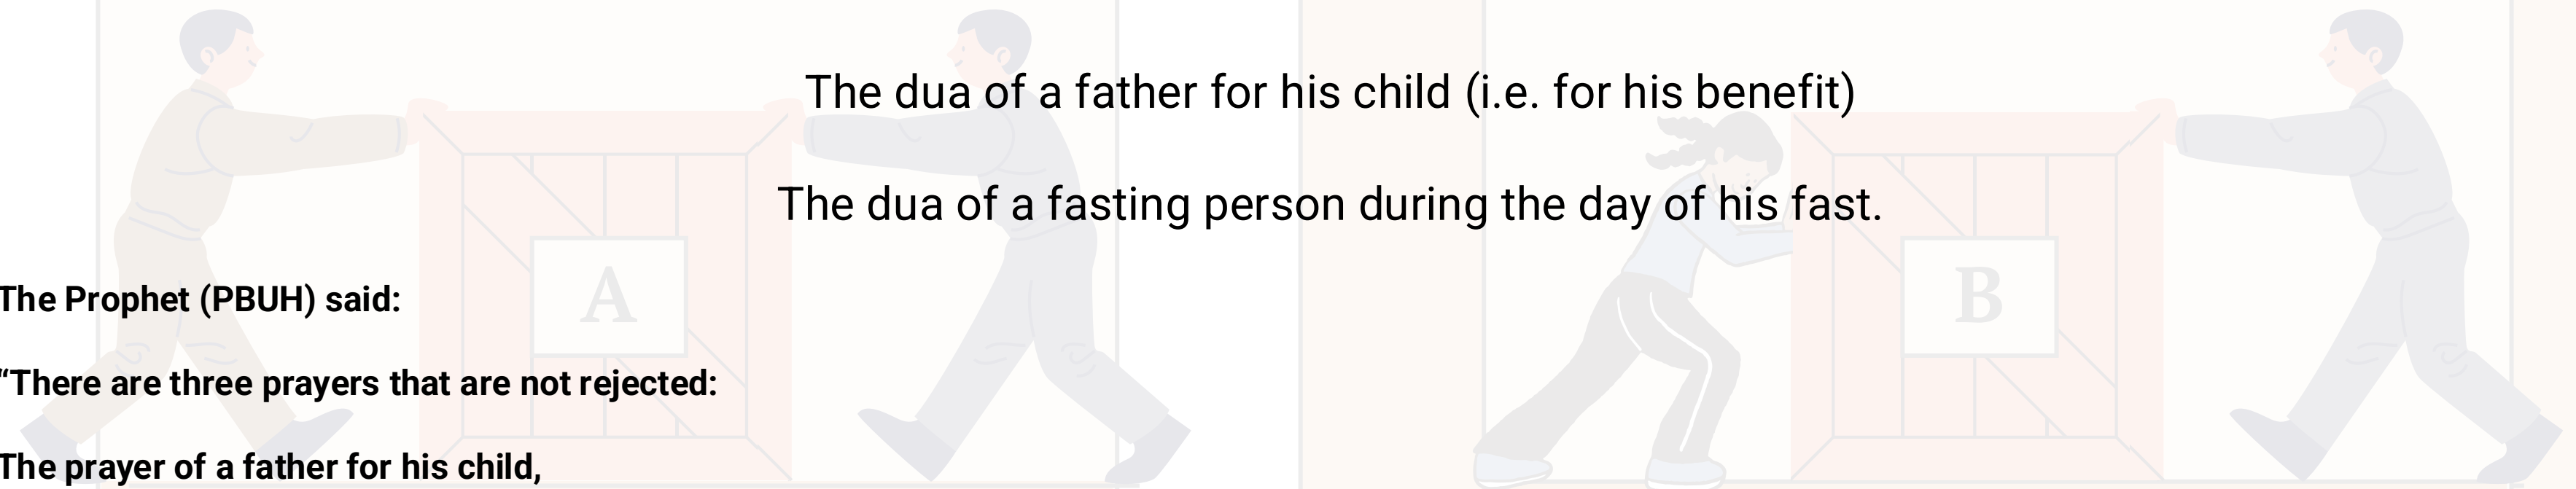 The dua of a father for his child (i.e. for his benefit)
The dua of a fasting person during the day of his fast.
The Prophet (PBUH) said:
“There are three prayers that are not rejected:
The prayer of a father for his child,
A
B